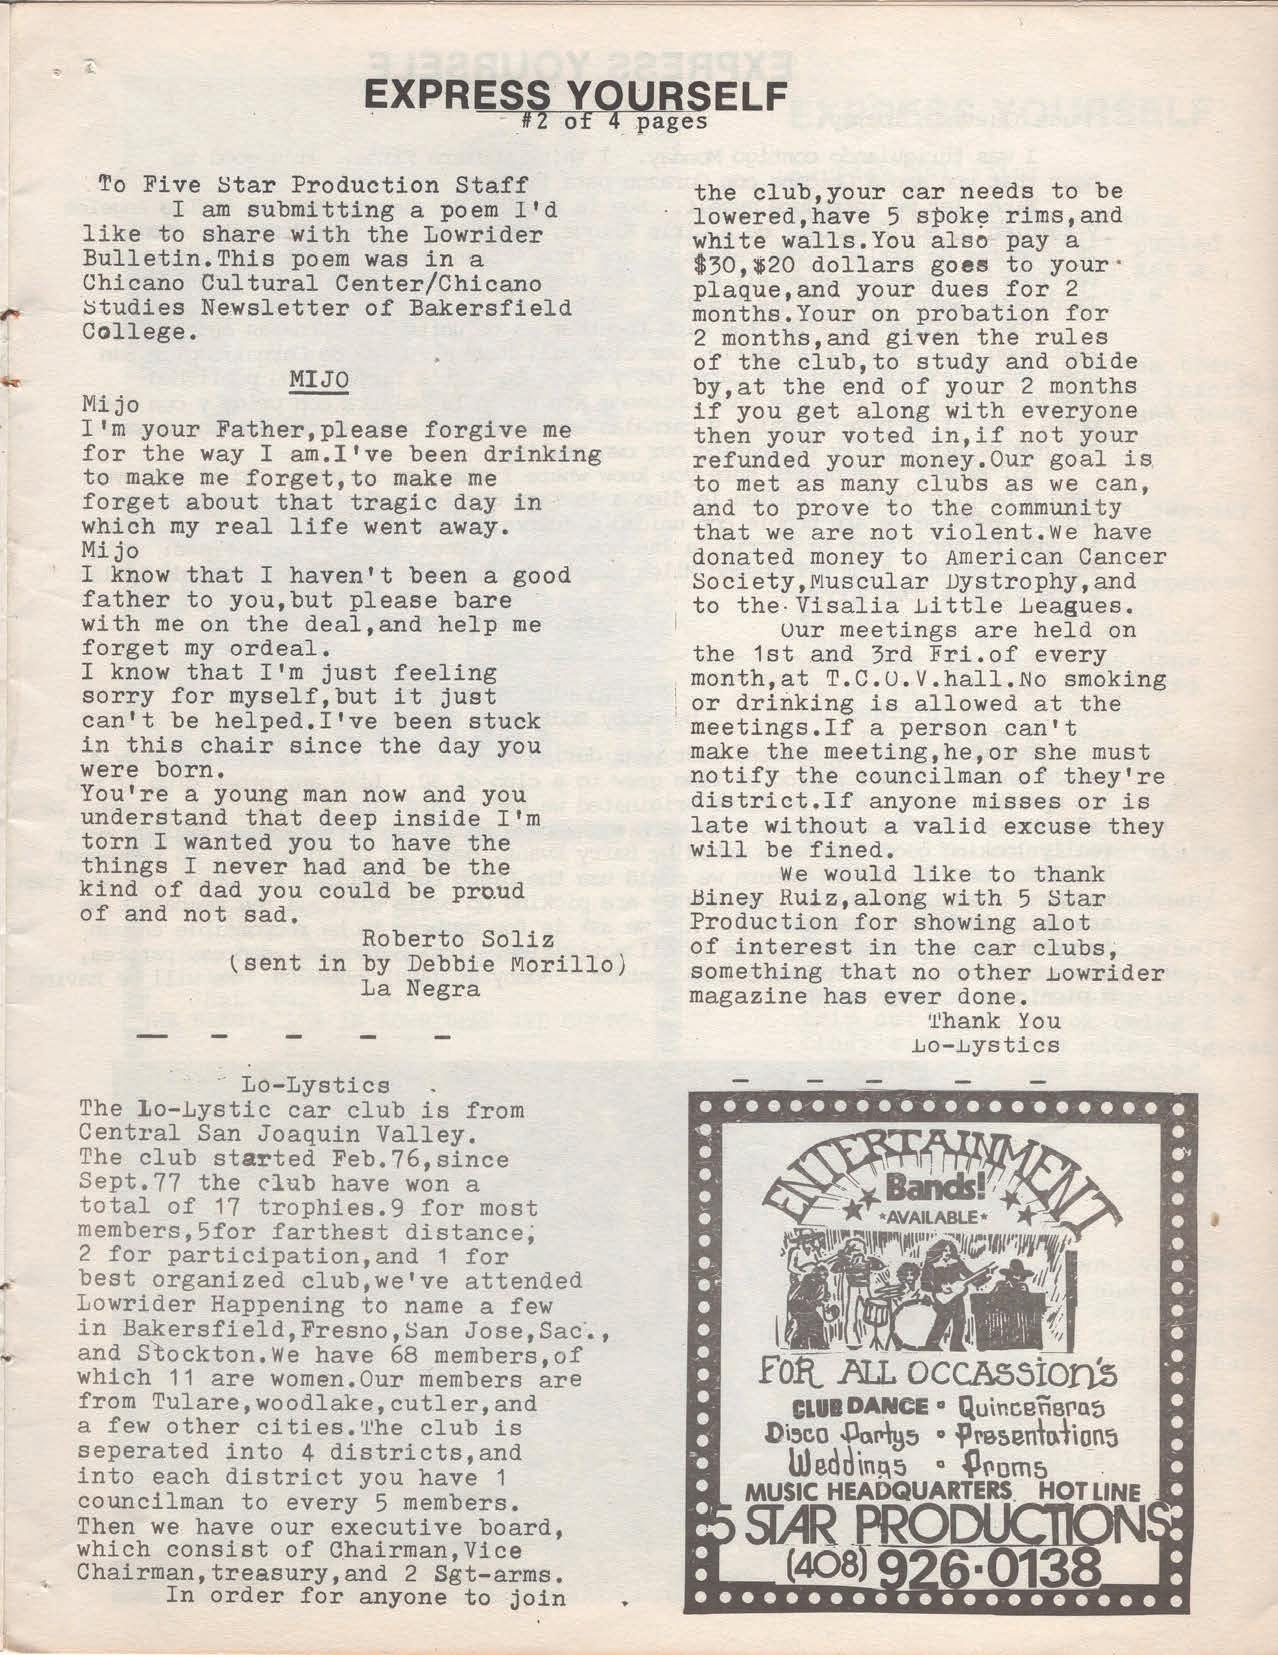 EXPRESS YOURSELF
#2 of 4 pages
To Five Star Production Staff
I am submitting a poem I'd
like to share with the Lowrider
Bulletin.This poem was in a
Chicano Cultural Center/Chicano
Studies Newsletter of Bakersfield
College.
MIJO
Mijo
I'm your Father,please forgive me
for the way I am.I've been drinking
to make me forget,to make me
forget about that tragic day in
which my real life went away.
Mijo
I know that I haven't been a good
father to you,but please bare
with me on the deal,and help me
forget my ordeal.
I know that I'm just feeling
sorry for myself,but it just
can't be helped.I've been stuck
in this chair since the day you
were born.
You're a young man now and you
understand that deep inside I'm
torn I wanted you to have the
things I never had and be the
kind of dad you could be proud
of and not sad.
Roberto Soliz
(sent in by Debbie Morillo)
La Negra
— - - - -
Lo-Lystics
The Lo-Lystic car club is from
Central San Joaquin Valley.
The club started Feb.76,since
Sept.77 the club have won a
total of 17 trophies.9 for most
members,5for farthest distance,
2 for participation,and 1 for
best organized club,we've attended
Lowrider Happening to name a few
in Bakersfield,Fresno,San Jose,Sac.,
and Stockton.We have 68 members,of
which 11 are women.Our members are
from Tulare,woodlake,cutler,and
a few other cities.The club is
seperated into 4 districts,and
into each district you have 1
councilman to every 5 members.
Then we have our executive board,
which consist of Chairman,Vice
Chairman,treasury,and 2 Sgt-arms.
In order for anyone to join
the club,your car needs to be
lowered,have 5 spoke rims,and
white walls.You also pay a
$30,$20 dollars goes to your
plaque,and your dues for 2
months.Your on probation for
2 months,and given the rules
of the club,to study and obide
by,at the end of your 2 months
if you get along with everyone
then your voted in,if not your
refunded your money.Our goal is
to met as many clubs as we can,
and to prove to the community
that we are not violent.We have
donated money to American Cancer
Society,Muscular Dystrophy,and
to the Visalia Little Leagues.
Our meetings are held on
the 1st and 3rd Fri.of every
month,at T.C.O.V.hall.No smoking
or drinking is allowed at the
meetings.If a person can't
make the meeting,he,or she must
notify the councilman of they're
district.If anyone misses or is
late without a valid excuse they
will be fined.
We would like to thank
Biney Ruiz,along with 5 Star
Production for showing alot
of interest in the car clubs,
something that no other Lowrider
magazine has ever done.
Thank You
Lo-Lystics
- - - - -
ENTERTAINMENT
Bands!
*AVAILABLE*
FOR ALL OCCASSION'S
CLUB DANCE • Quinceñeras
Disco Partys • Presentations
Weddings • Proms
MUSIC HEADQUARTERS HOT LINE
5 STAR PRODUCTIONS
(408) 926-0138